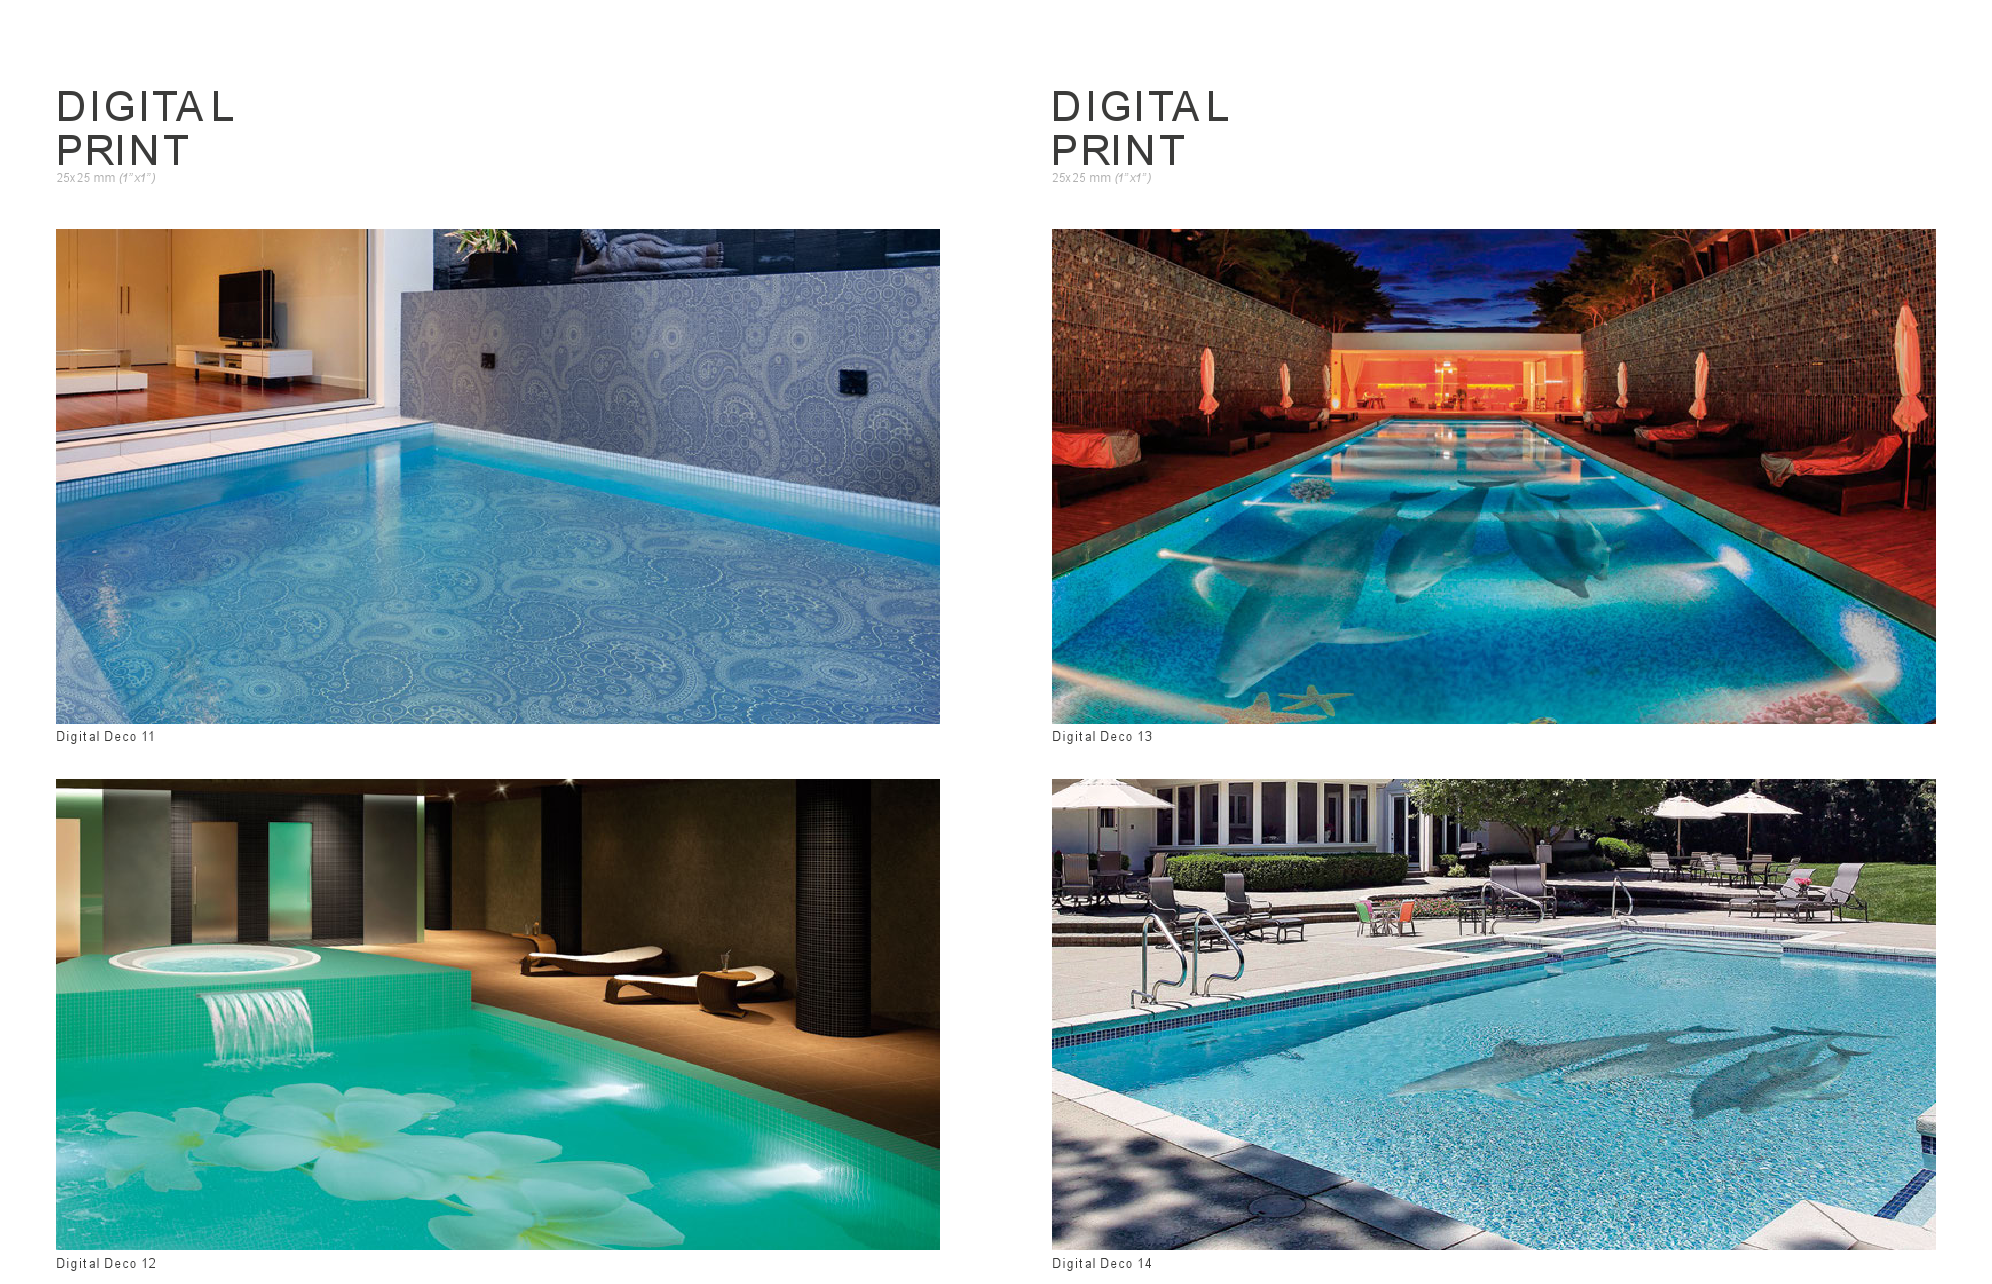 DIGITAL
PRINT
25x25 mm (1"x1")
Digital Deco 11
Digital Deco 12
DIGITAL
PRINT
25x25 mm (1"x1")
Digital Deco 13
Digital Deco 14